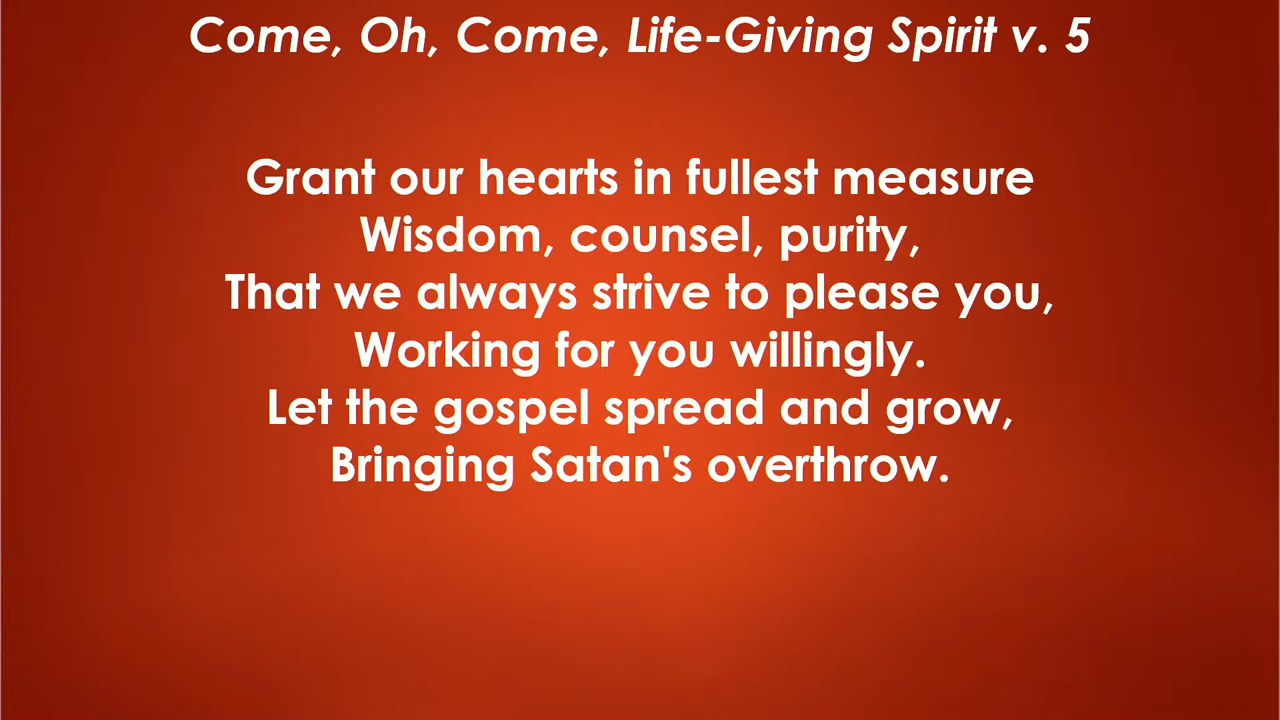 Come, Oh, Come, Life-Giving Spirit v. 5
Grant our hearts in fullest measure
Wisdom, counsel, purity,
That we always strive to please you,
Working for you willingly.
Let the gospel spread and grow,
Bringing Satan's overthrow.